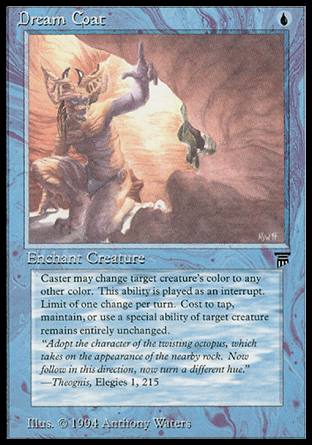 Dream Coat
Enchant Creature
Caster may change target creature's color to any
other color. This ability is played as an interrupt.
Limit of one change per turn. Cost to tap,
maintain, or use a special ability of target creature
remains entirely unchanged.
"Adopt the character of the twisting octopus, which
takes on the appearance of the nearby rock. Now
follow in this direction, now turn a different hue."
—Theognis, Elegies 1, 215
Illus. © 1994 Anthony Waters